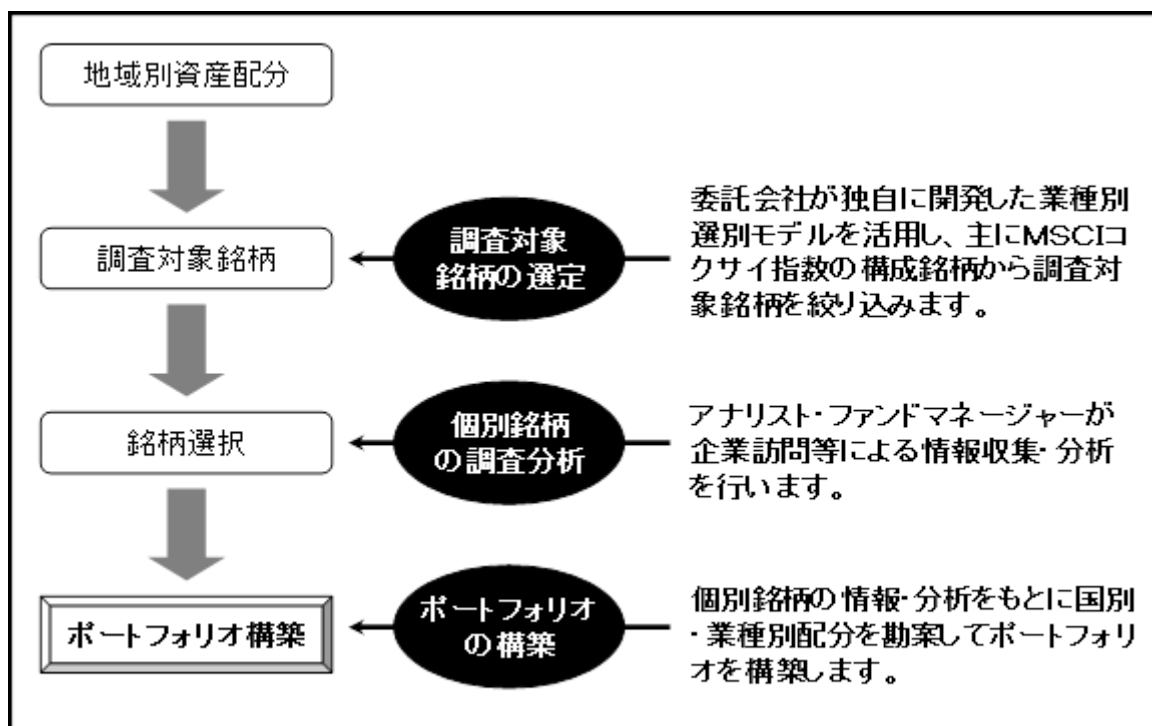 地域別資産配分
調査対象銘柄
調査対象
銘柄の選定
委託会社が独自に開発した業種別
選別モデルを活用し、主にMSCIコ
クサイ指数の構成銘柄から調査対
象銘柄を絞り込みます。
銘柄選択
個別銘柄
の調査分析
アナリスト・ファンドマネージャーが
企業訪問等による情報収集・分析
を行います。
ポートフォリオ構築
ポートフォリオ
の構築
個別銘柄の情報・分析をもとに国別
・業種別配分を勘案してポートフォリ
オを構築します。